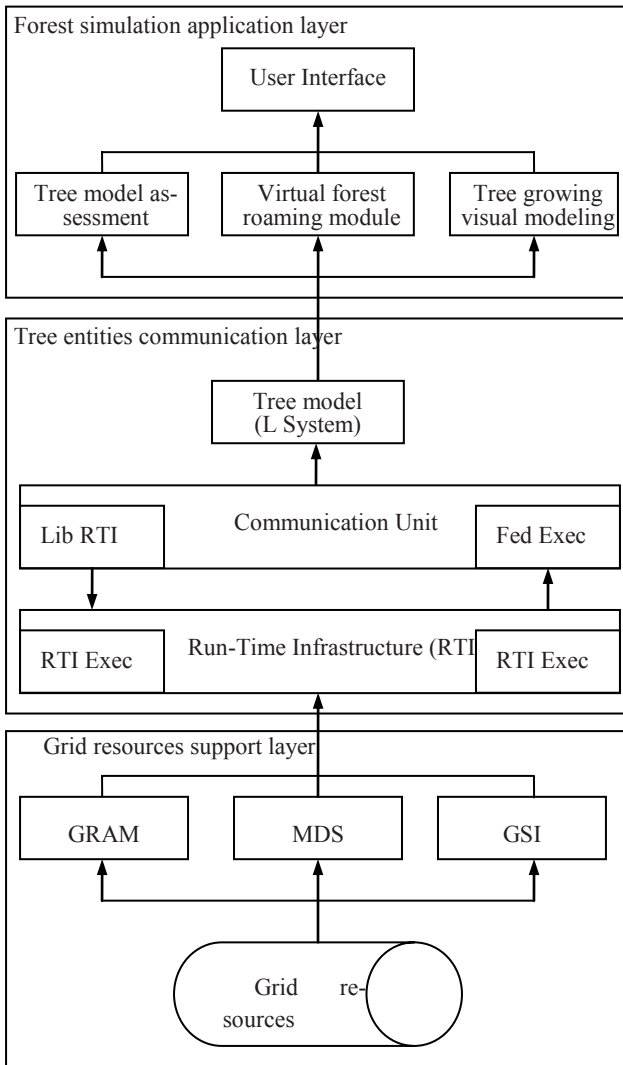 Forest simulation application layer
User Interface
Tree model as-
sessment
Virtual forest
roaming module
Tree growing
visual modeling
Tree entities communication layer
Tree model
(L System)
Communication Unit
Lib RTI
Fed Exec
Run-Time Infrastructure (RTI
RTI Exec
RTI Exec
Grid resources support layer
GRAM
MDS
GSI
Grid re-
sources